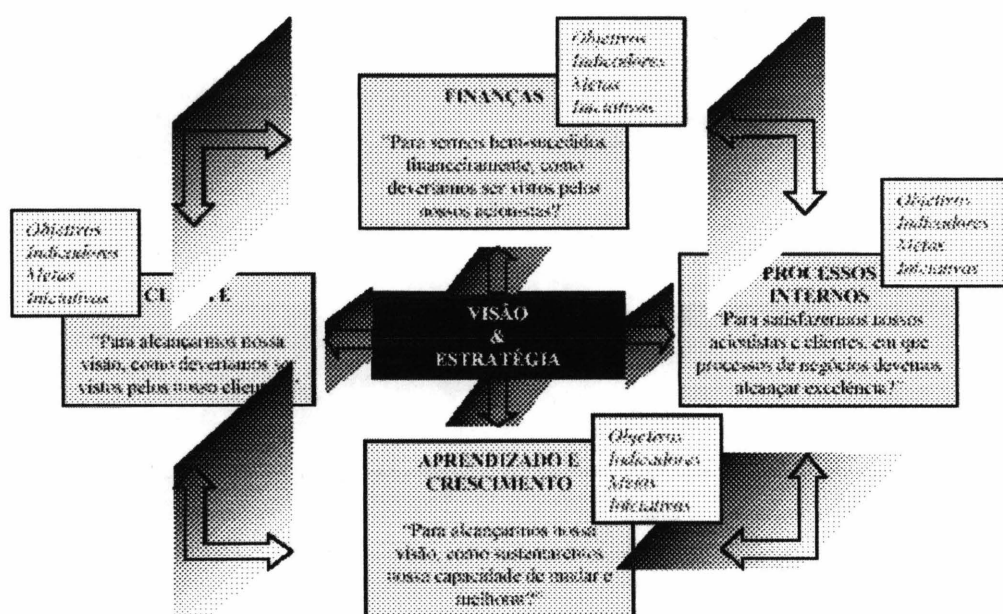 FINANÇAS
"Para sermos bem-sucedidos
financeiramente, como
deveríamos ser vistos pelos
nossos acionistas?"
Objetivos
Indicadores
Metas
Iniciativas
Objetivos
Indicadores
Metas
Iniciativas
"Para alcançarmos nossa
visão, como deveríamos
vistos pelos nosso
VISÃO
&
ESTRATÉGIA
Objetivos
Indicadores
Metas
Iniciativas
PROCESSOS
INTERNOS
"Para satisfazermos nossos
acionistas e clientes, em que
processos de negócios devemos
alcançar excelência?"
Objetivos
Indicadores
Metas
Iniciativas
APRENDIZADO E
CRESCIMENTO
"Para alcançarmos nossa
visão, como sustentaremos
nossa capacidade de mudar e
melhorar?"